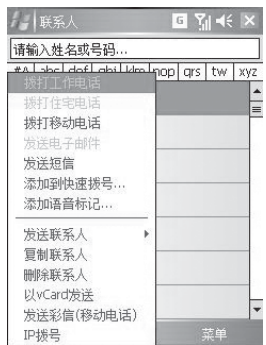 联系人 G
请输入姓名或号码...
#A abc def ghi klm nop qrs tw xyz
拨打工作电话
拨打住宅电话
拨打移动电话
发送电子邮件
发送短信
添加到快速拨号...
添加语音标记...
发送联系人
复制联系人
删除联系人
以vCard发送
发送彩信(移动电话)
IP拨号
菜单